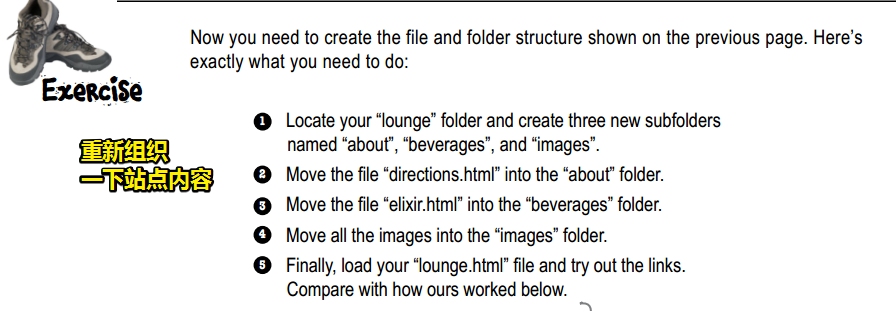 Now you need to create the file and folder structure shown on the previous page. Here’s
exactly what you need to do:
Exercise
1 Locate your “lounge” folder and create three new subfolders
named “about”, “beverages”, and “images”.
重新组织
一下站点内容
2 Move the file “directions.html” into the “about” folder.
3 Move the file “elixir.html” into the “beverages” folder.
4 Move all the images into the “images” folder.
5 Finally, load your “lounge.html” file and try out the links.
Compare with how ours worked below.